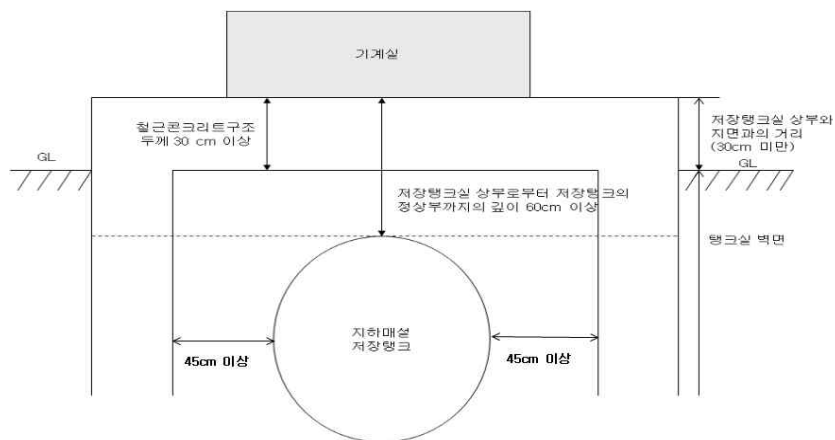 기계실
철근콘크리트구조
두께 30 cm 이상
저장탱크실 상부와
지면과의 거리
(30cm 미만)
GL
GL
저장탱크실 상부로부터 저장탱크의
정상부까지의 깊이 60cm 이상
탱크실 벽면
지하매설
저장탱크
45cm 이상
45cm 이상